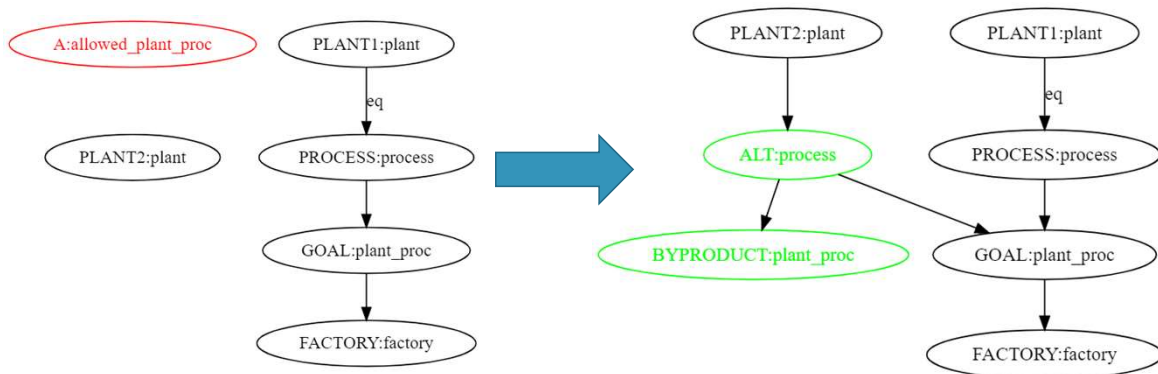 A:allowed_plant_proc
PLANT1:plant
eq
PLANT2:plant
PROCESS:process
GOAL:plant_proc
FACTORY:factory
PLANT2:plant
PLANT1:plant
eq
ALT:process
PROCESS:process
BYPRODUCT:plant_proc
GOAL:plant_proc
FACTORY:factory